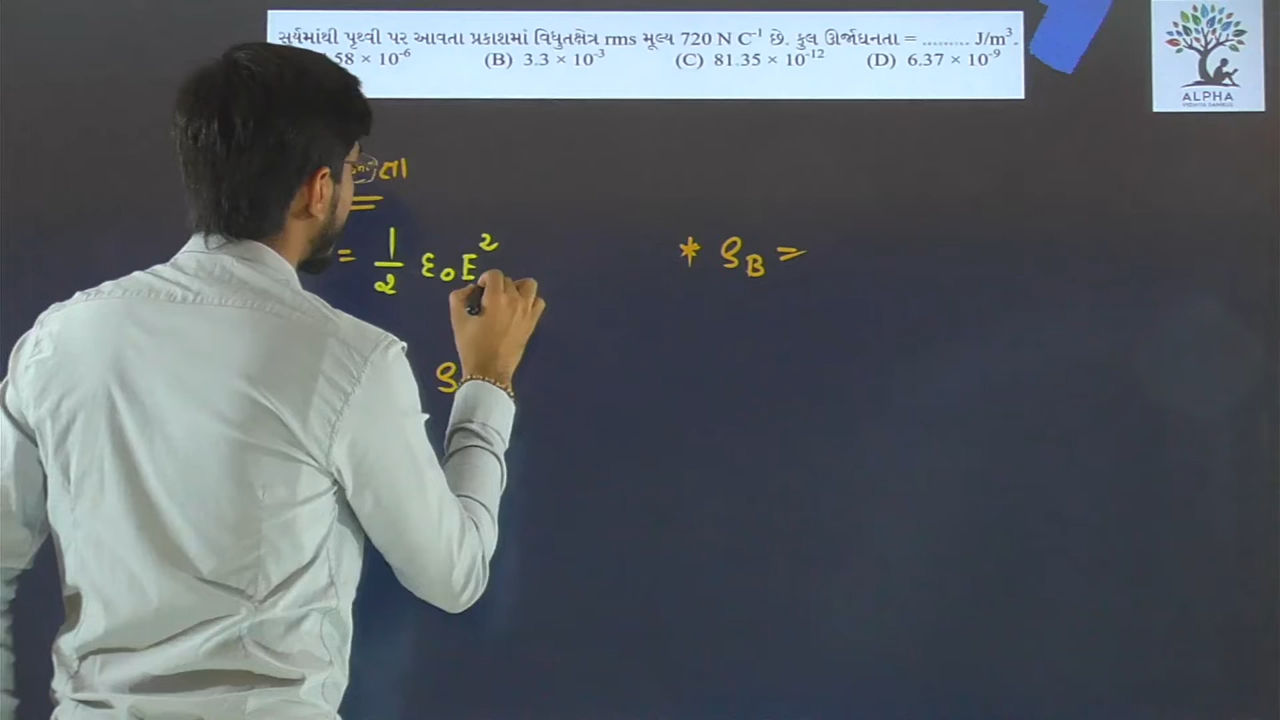 સૂર્યમાંથી પૃથ્વી પર આવતા પ્રકાશમાં વિધુતક્ષેત્ર rms મૂલ્ય 720 N C⁻¹ છે. કુલ ઊર્જાઘનતા = ......... J/m³.
58 × 10⁻⁶ (B) 3.3 × 10⁻³ (C) 81.35 × 10⁻¹² (D) 6.37 × 10⁻⁹
ALPHA
તા
= 1/2 ε₀E²
* ρB =
ρ